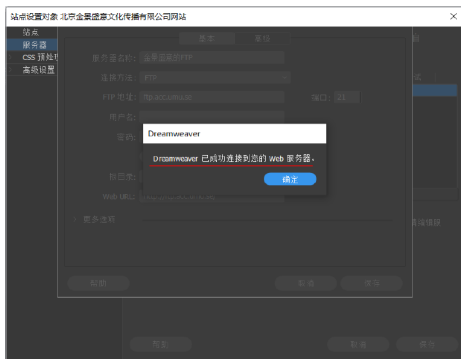 站点设置对象 北京金景盛意文化传播有限公司网站
站点
服务器
CSS 预处理
高级设置
基本 高级
服务器名称:
连接方法: FTP
FTP 地址: 端口: 21
用户名:
密码:
Dreamweaver
Dreamweaver 已成功连接到您的 Web 服务器。
确定
根目录:
Web URL:
更多选项
帮助 取消 保存
帮助 取消 保存